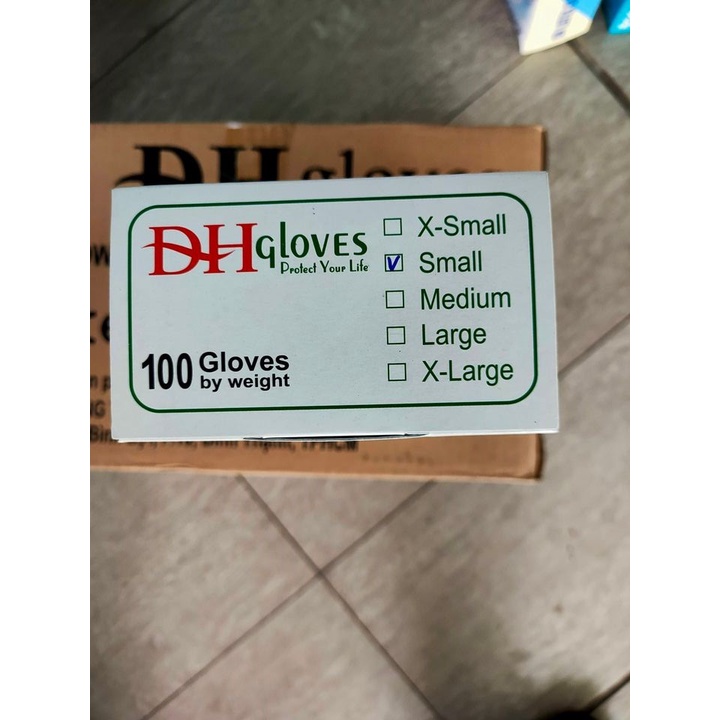 DHgloves
DHgloves
Protect Your Life
100 Gloves
by weight
X-Small
Small
Medium
Large
X-Large